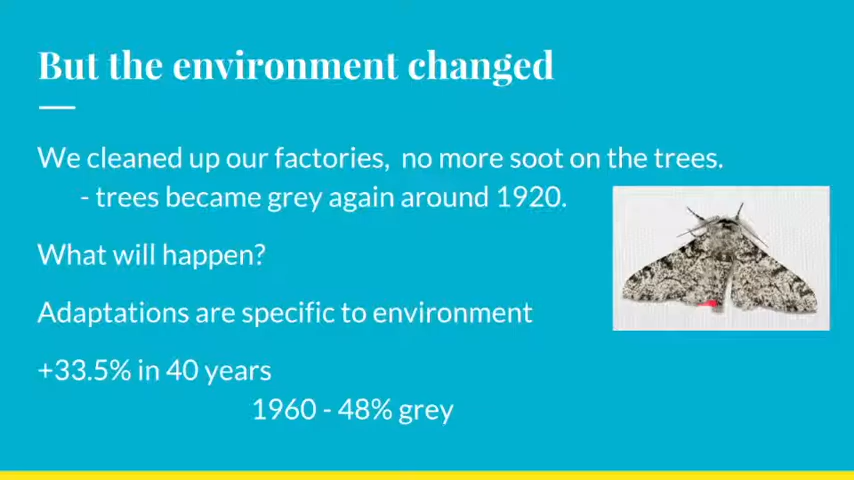 But the environment changed
We cleaned up our factories, no more soot on the trees.
- trees became grey again around 1920.
What will happen?
Adaptations are specific to environment
+33.5% in 40 years
1960 - 48% grey